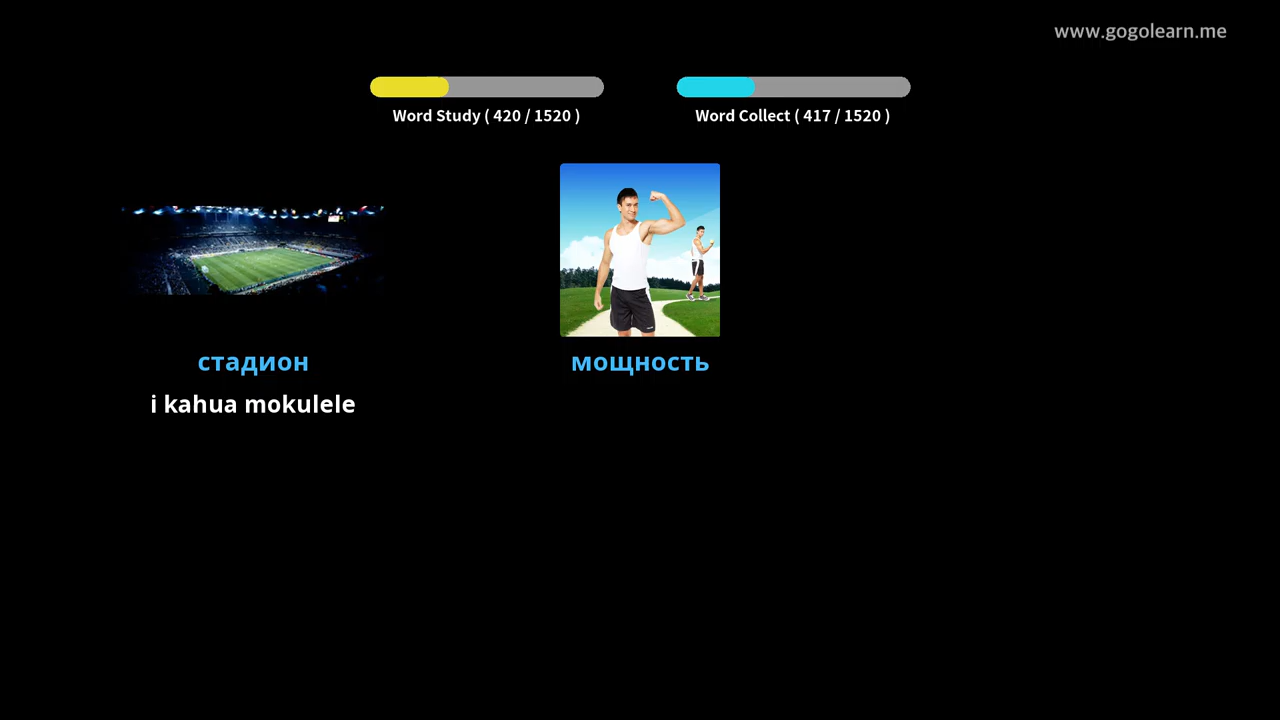 www.gogolearn.me
Word Study ( 420 / 1520 )
Word Collect ( 417 / 1520 )
стадион
мощность
i kahua mokulele